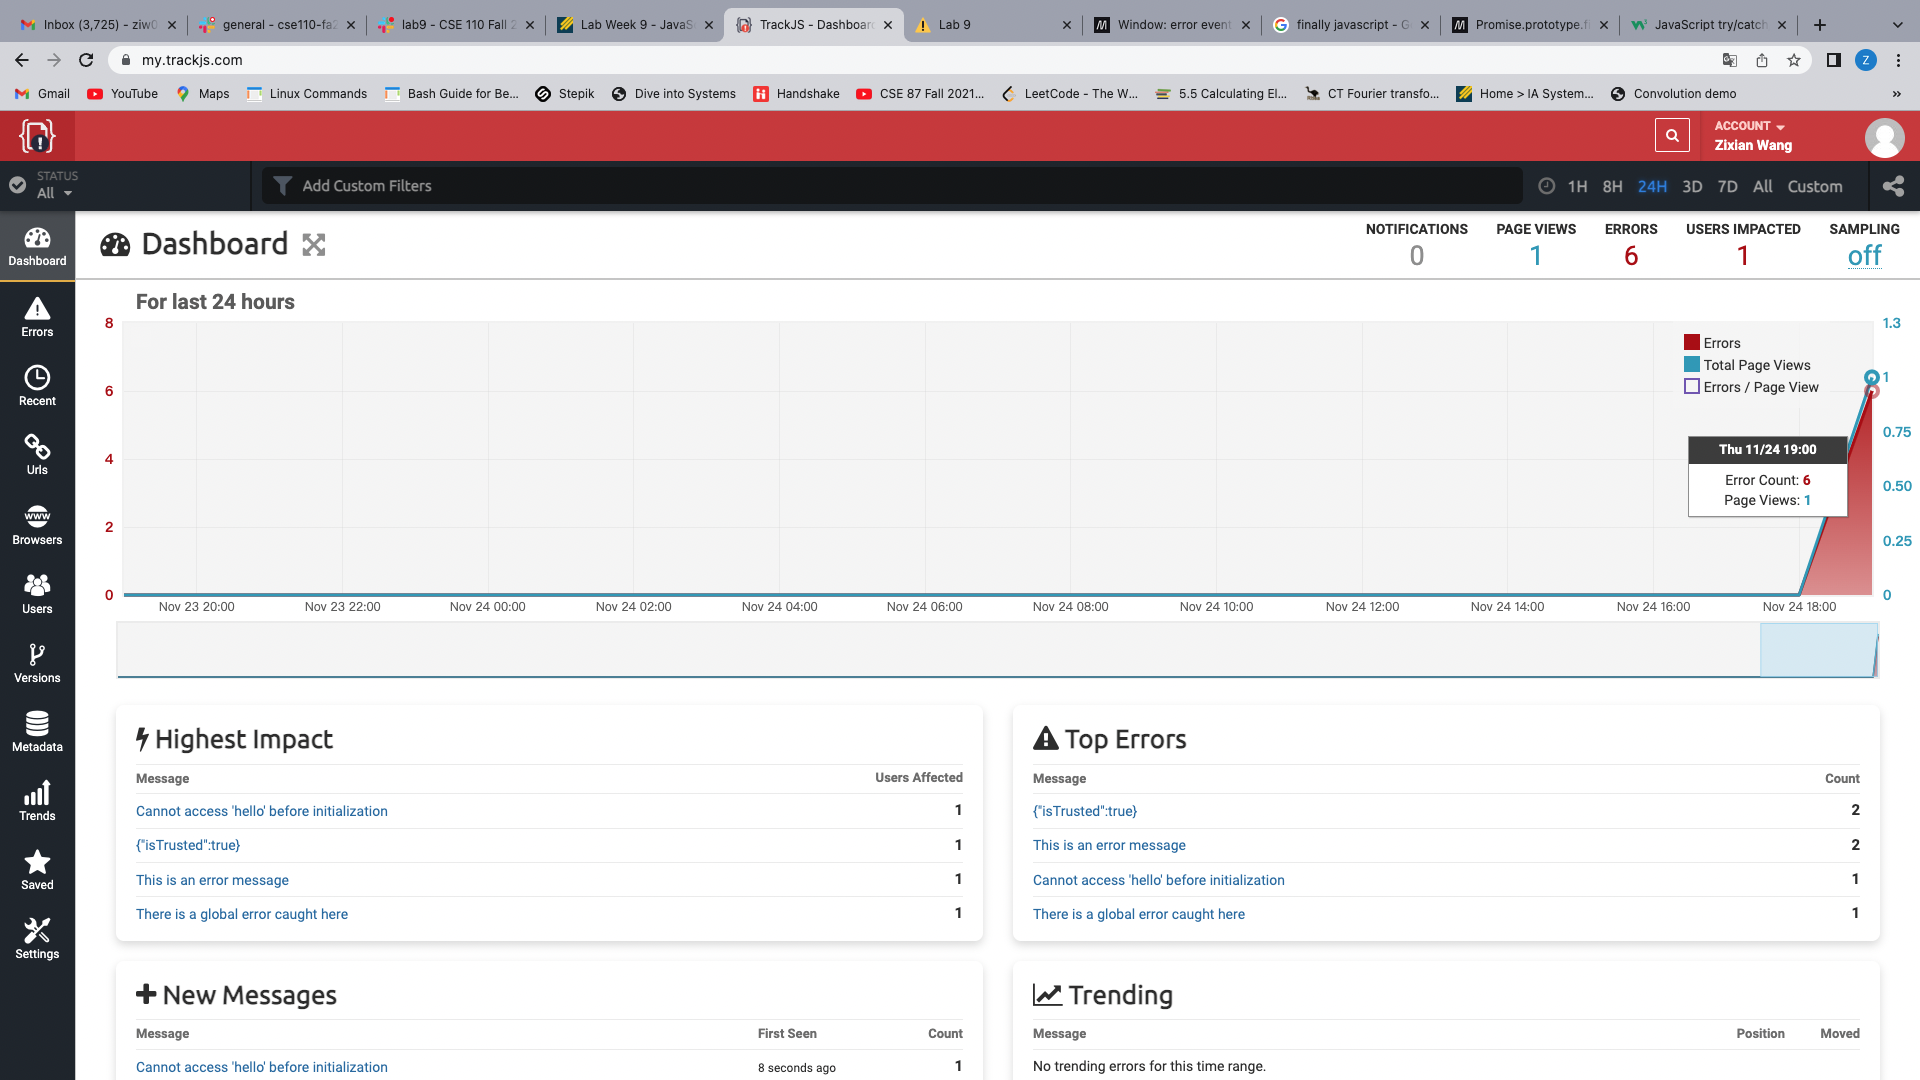 Inbox (3,725) - ziw0
general - cse110-fa2
lab9 - CSE 110 Fall 2
Lab Week 9 - JavaSc
TrackJS - Dashboard
Lab 9
Window: error event
finally javascript - Go
Promise.prototype.fi
JavaScript try/catch
my.trackjs.com
Z
Gmail
YouTube
Maps
Linux Commands
Bash Guide for Be...
Stepik
Dive into Systems
Handshake
CSE 87 Fall 2021...
LeetCode - The W...
5.5 Calculating El...
CT Fourier transfo...
Home > IA System...
Convolution demo
»
ACCOUNT
Zixian Wang
STATUS
All
Add Custom Filters
1H
8H
24H
3D
7D
All
Custom
Dashboard
Errors
Recent
Urls
WWW
Browsers
Users
Versions
Metadata
Trends
Saved
Settings
Dashboard
NOTIFICATIONS
0
PAGE VIEWS
1
ERRORS
6
USERS IMPACTED
1
SAMPLING
off
For last 24 hours
8
6
4
2
0
1.3
1
0.75
0.50
0.25
0
Errors
Total Page Views
Errors / Page View
Thu 11/24 19:00
Error Count: 6
Page Views: 1
Nov 23 20:00
Nov 23 22:00
Nov 24 00:00
Nov 24 02:00
Nov 24 04:00
Nov 24 06:00
Nov 24 08:00
Nov 24 10:00
Nov 24 12:00
Nov 24 14:00
Nov 24 16:00
Nov 24 18:00
Highest Impact
Message Users Affected
Cannot access 'hello' before initialization 1
{"isTrusted":true} 1
This is an error message 1
There is a global error caught here 1
Top Errors
Message Count
{"isTrusted":true} 2
This is an error message 2
Cannot access 'hello' before initialization 1
There is a global error caught here 1
New Messages
Message First Seen Count
Cannot access 'hello' before initialization 8 seconds ago 1
Trending
Message Position Moved
No trending errors for this time range.